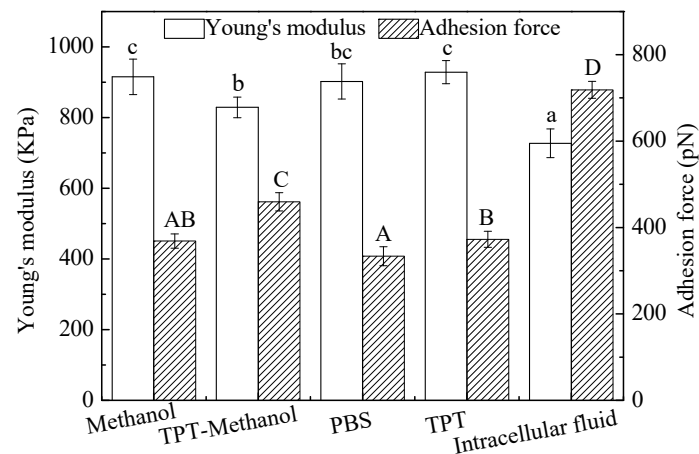 Young's modulus Adhesion force
Young's modulus (KPa)
1000
800
600
400
200
0
Adhesion force (pN)
800
600
400
200
0
c
AB
b
C
bc
A
c
B
a
D
Methanol
TPT-Methanol
PBS
TPT
Intracellular fluid